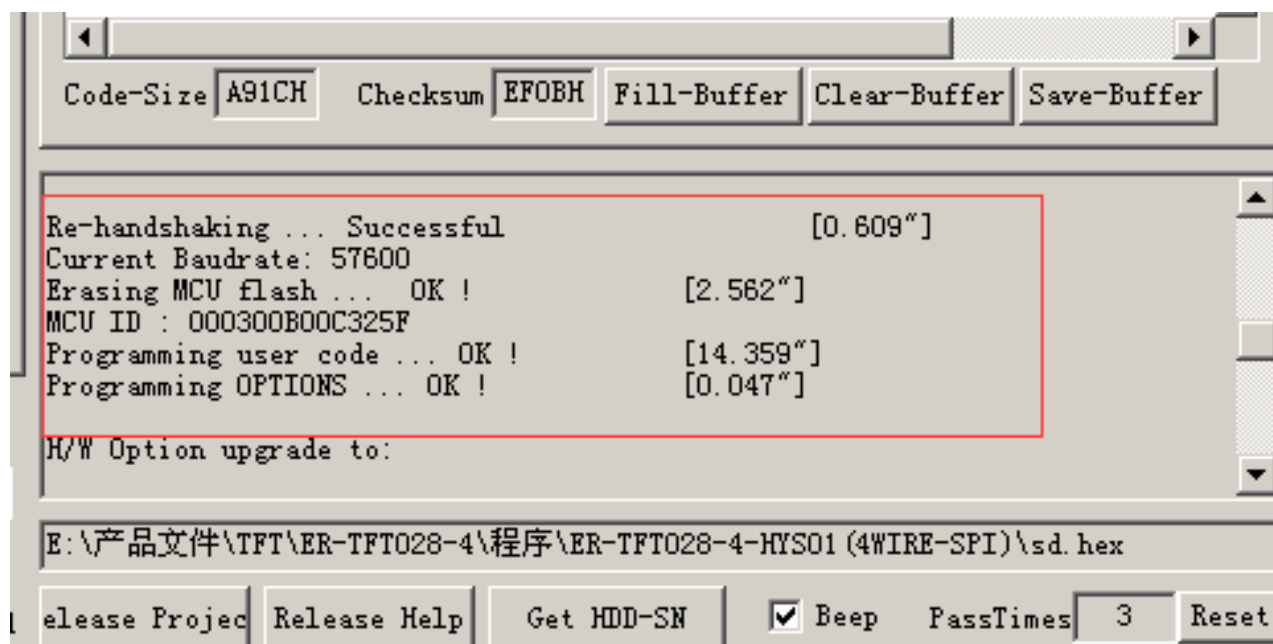 Code-Size A91CH Checksum EF0BH Fill-Buffer Clear-Buffer Save-Buffer
Re-handshaking ... Successful [0.609"]
Current Baudrate: 57600
Erasing MCU flash ... OK ! [2.562"]
MCU ID : 000300B00C325F
Programming user code ... OK ! [14.359"]
Programming OPTIONS ... OK ! [0.047"]
H/W Option upgrade to:
E:\产品文件\TFT\ER-TFT028-4\程序\ER-TFT028-4-HYS01(4WIRE-SPI)\sd.hex
elease Projec Release Help Get HDD-SN Beep PassTimes 3 Reset